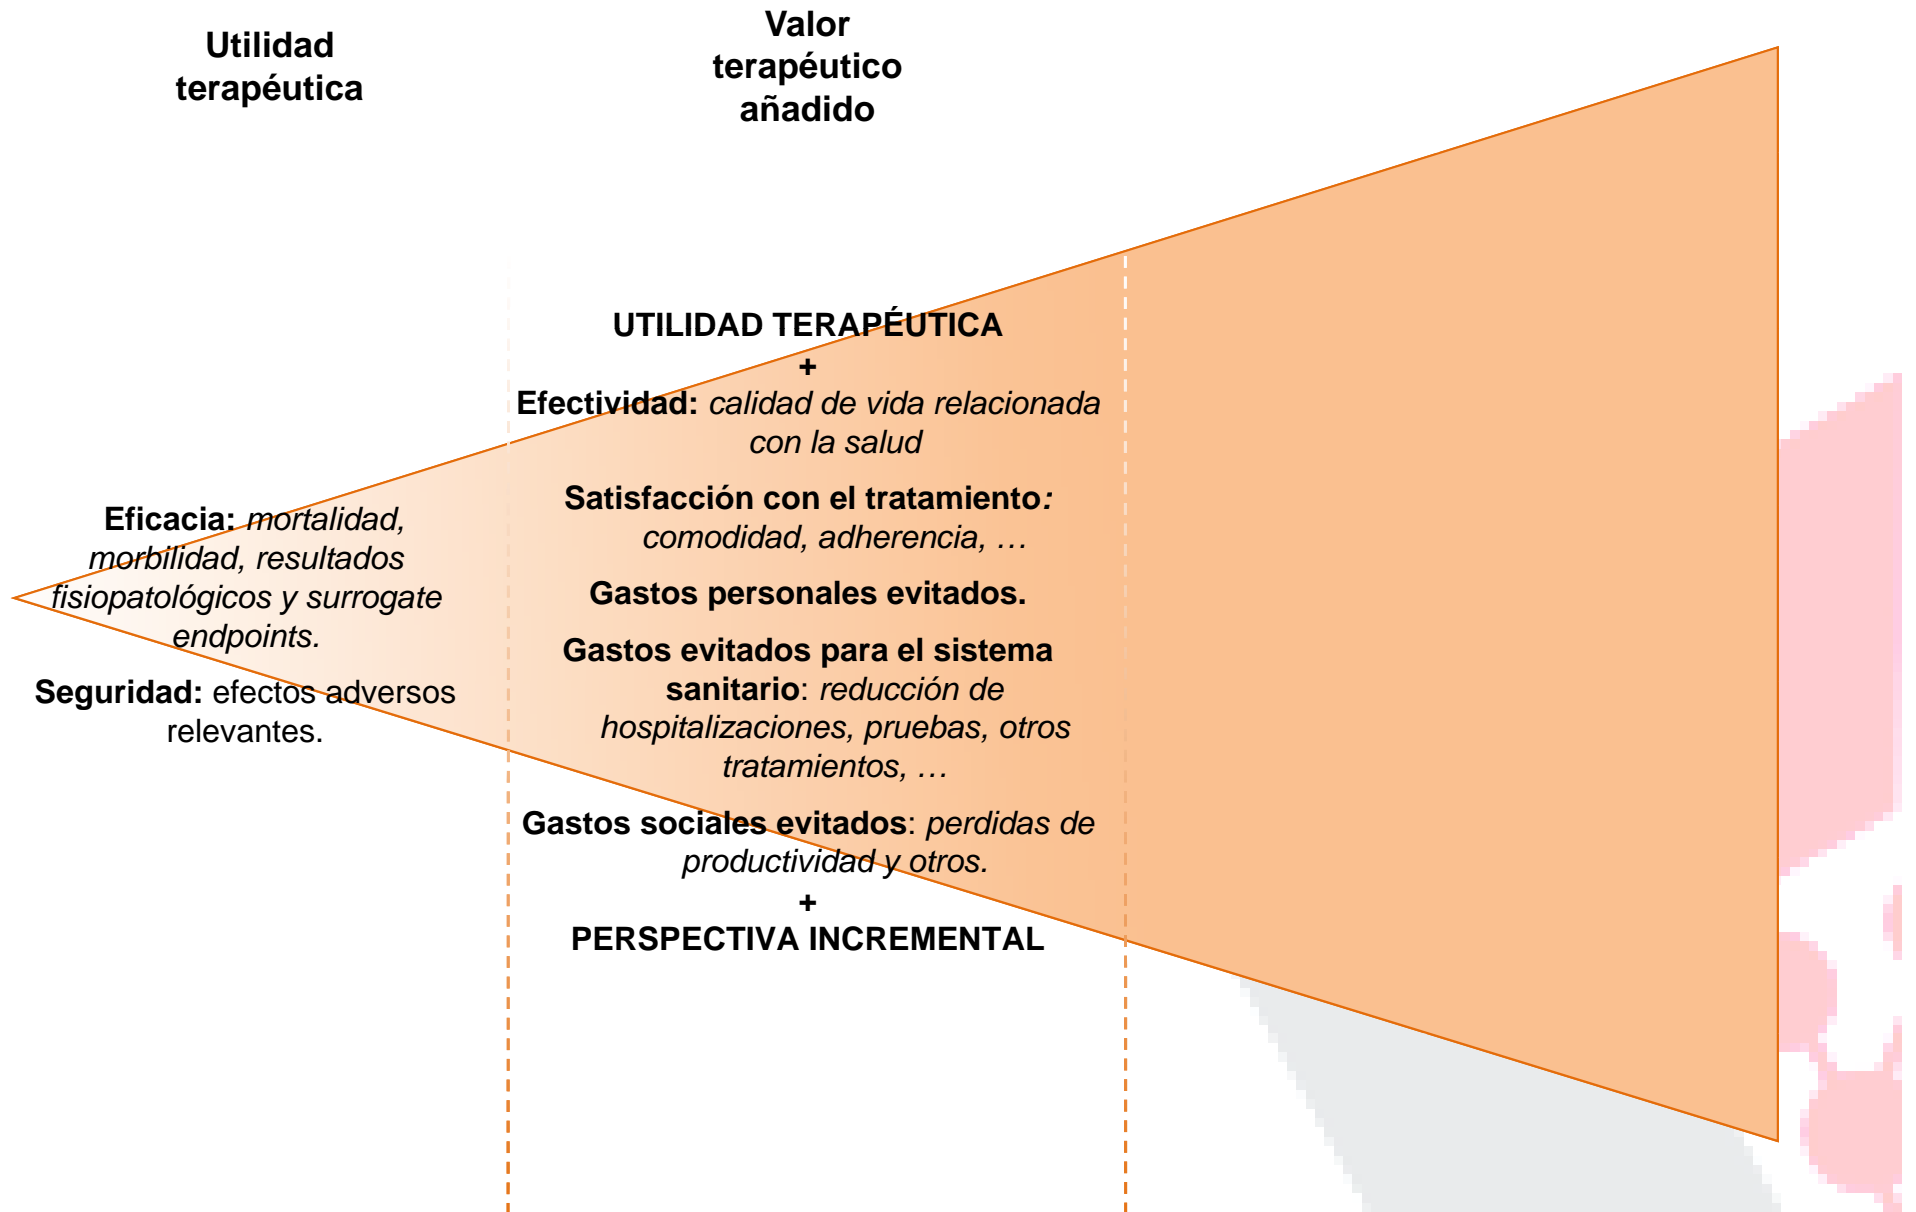 Utilidad
terapéutica
Valor
terapéutico
añadido
Eficacia: mortalidad,
morbilidad, resultados
fisiopatológicos y surrogate
endpoints.
Seguridad: efectos adversos
relevantes.
UTILIDAD TERAPÉUTICA
+
Efectividad: calidad de vida relacionada
con la salud
Satisfacción con el tratamiento:
comodidad, adherencia, …
Gastos personales evitados.
Gastos evitados para el sistema
sanitario: reducción de
hospitalizaciones, pruebas, otros
tratamientos, …
Gastos sociales evitados: perdidas de
productividad y otros.
+
PERSPECTIVA INCREMENTAL